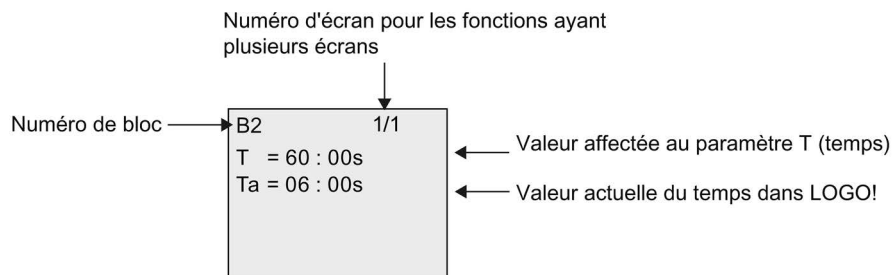 Numéro d'écran pour les fonctions ayant
plusieurs écrans
Numéro de bloc
B2 1/1
T = 60 : 00s
Ta = 06 : 00s
Valeur affectée au paramètre T (temps)
Valeur actuelle du temps dans LOGO!